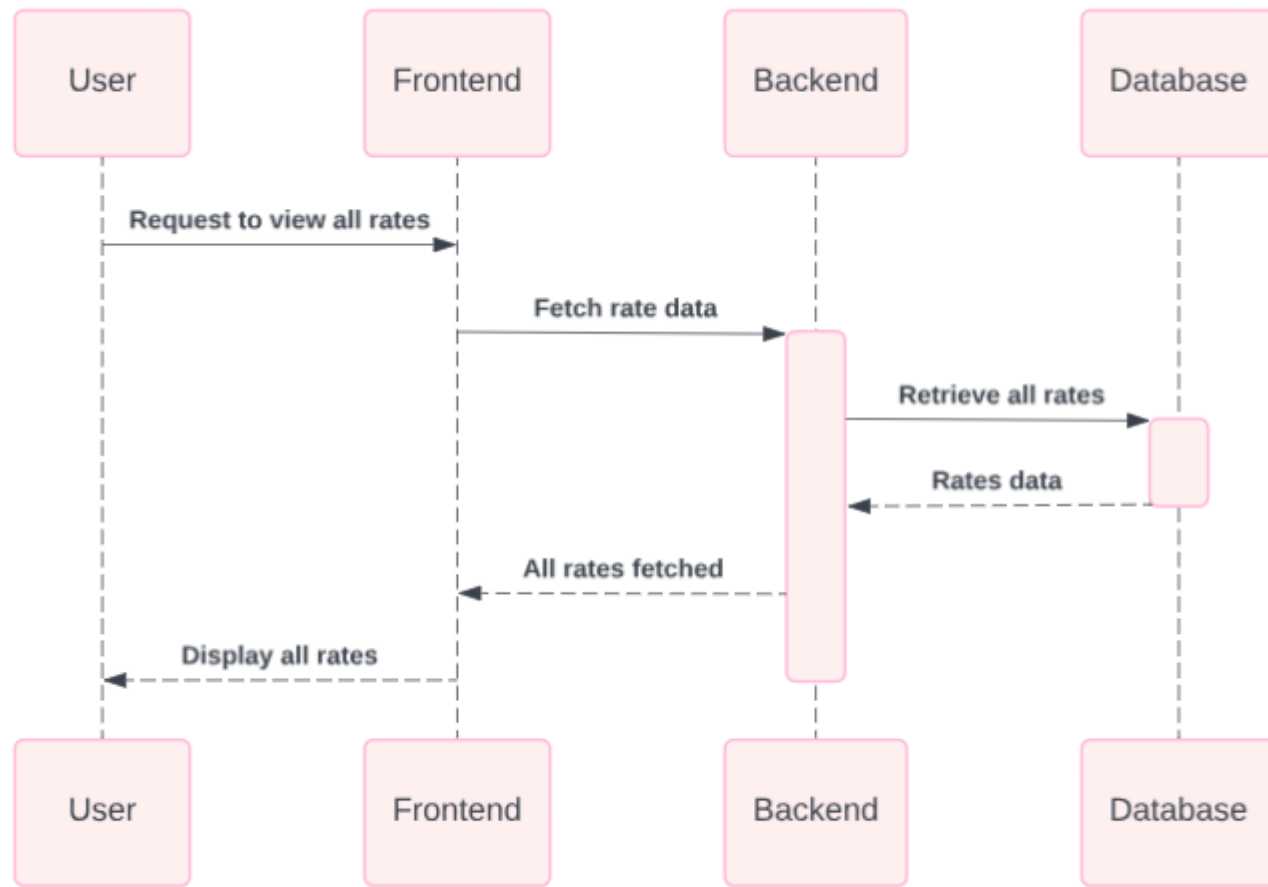 User
Frontend
Backend
Database
Request to view all rates
Fetch rate data
Retrieve all rates
Rates data
All rates fetched
Display all rates
User
Frontend
Backend
Database